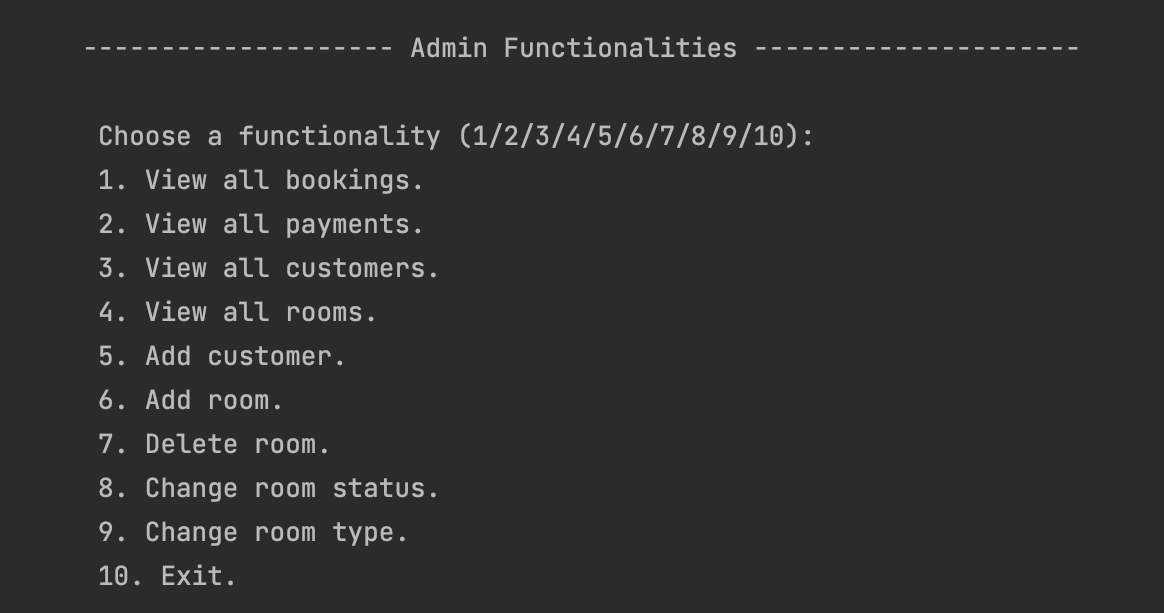 -------------------- Admin Functionalities ---------------------
Choose a functionality (1/2/3/4/5/6/7/8/9/10):
1. View all bookings.
2. View all payments.
3. View all customers.
4. View all rooms.
5. Add customer.
6. Add room.
7. Delete room.
8. Change room status.
9. Change room type.
10. Exit.